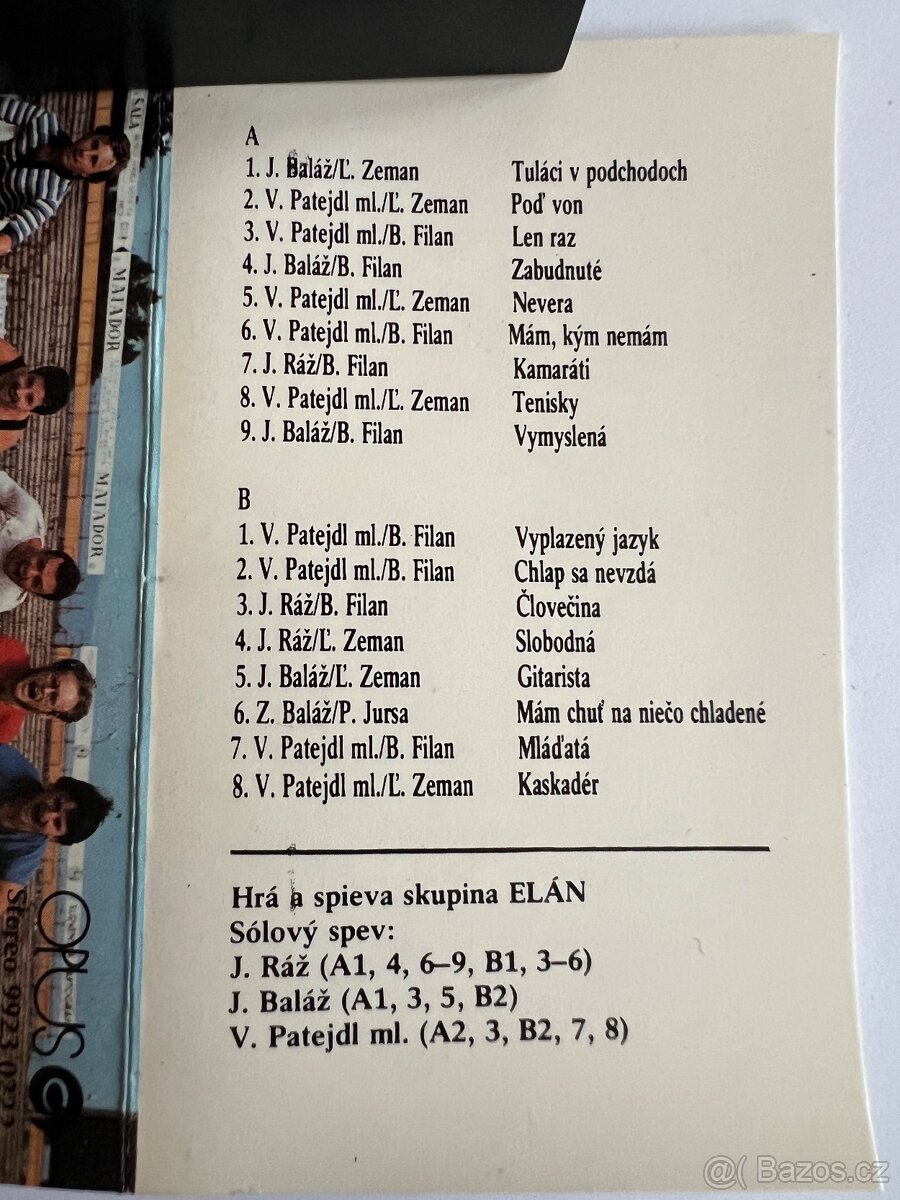 A
1. J. Baláž/Ľ. Zeman Tuláci v podchodoch
2. V. Patejdl ml./Ľ. Zeman Poď von
3. V. Patejdl ml./B. Filan Len raz
4. J. Baláž/B. Filan Zabudnuté
5. V. Patejdl ml./Ľ. Zeman Nevera
6. V. Patejdl ml./B. Filan Mám, kým nemám
7. J. Ráž/B. Filan Kamaráti
8. V. Patejdl ml./Ľ. Zeman Tenisky
9. J. Baláž/B. Filan Vymyslená
B
1. V. Patejdl ml./B. Filan Vyplazený jazyk
2. V. Patejdl ml./B. Filan Chlap sa nevzdá
3. J. Ráž/B. Filan Človečina
4. J. Ráž/Ľ. Zeman Slobodná
5. J. Baláž/Ľ. Zeman Gitarista
6. Z. Baláž/P. Jursa Mám chuť na niečo chladené
7. V. Patejdl ml./B. Filan Mláďatá
8. V. Patejdl ml./Ľ. Zeman Kaskadér
Hrá a spieva skupina ELÁN
Sólový spev:
J. Ráž (A1, 4, 6–9, B1, 3–6)
J. Baláž (A1, 3, 5, B2)
V. Patejdl ml. (A2, 3, B2, 7, 8)
ŠALA
MATADOR
MATADOR
OPUS
Stereo 9923
@( Bazos.cz